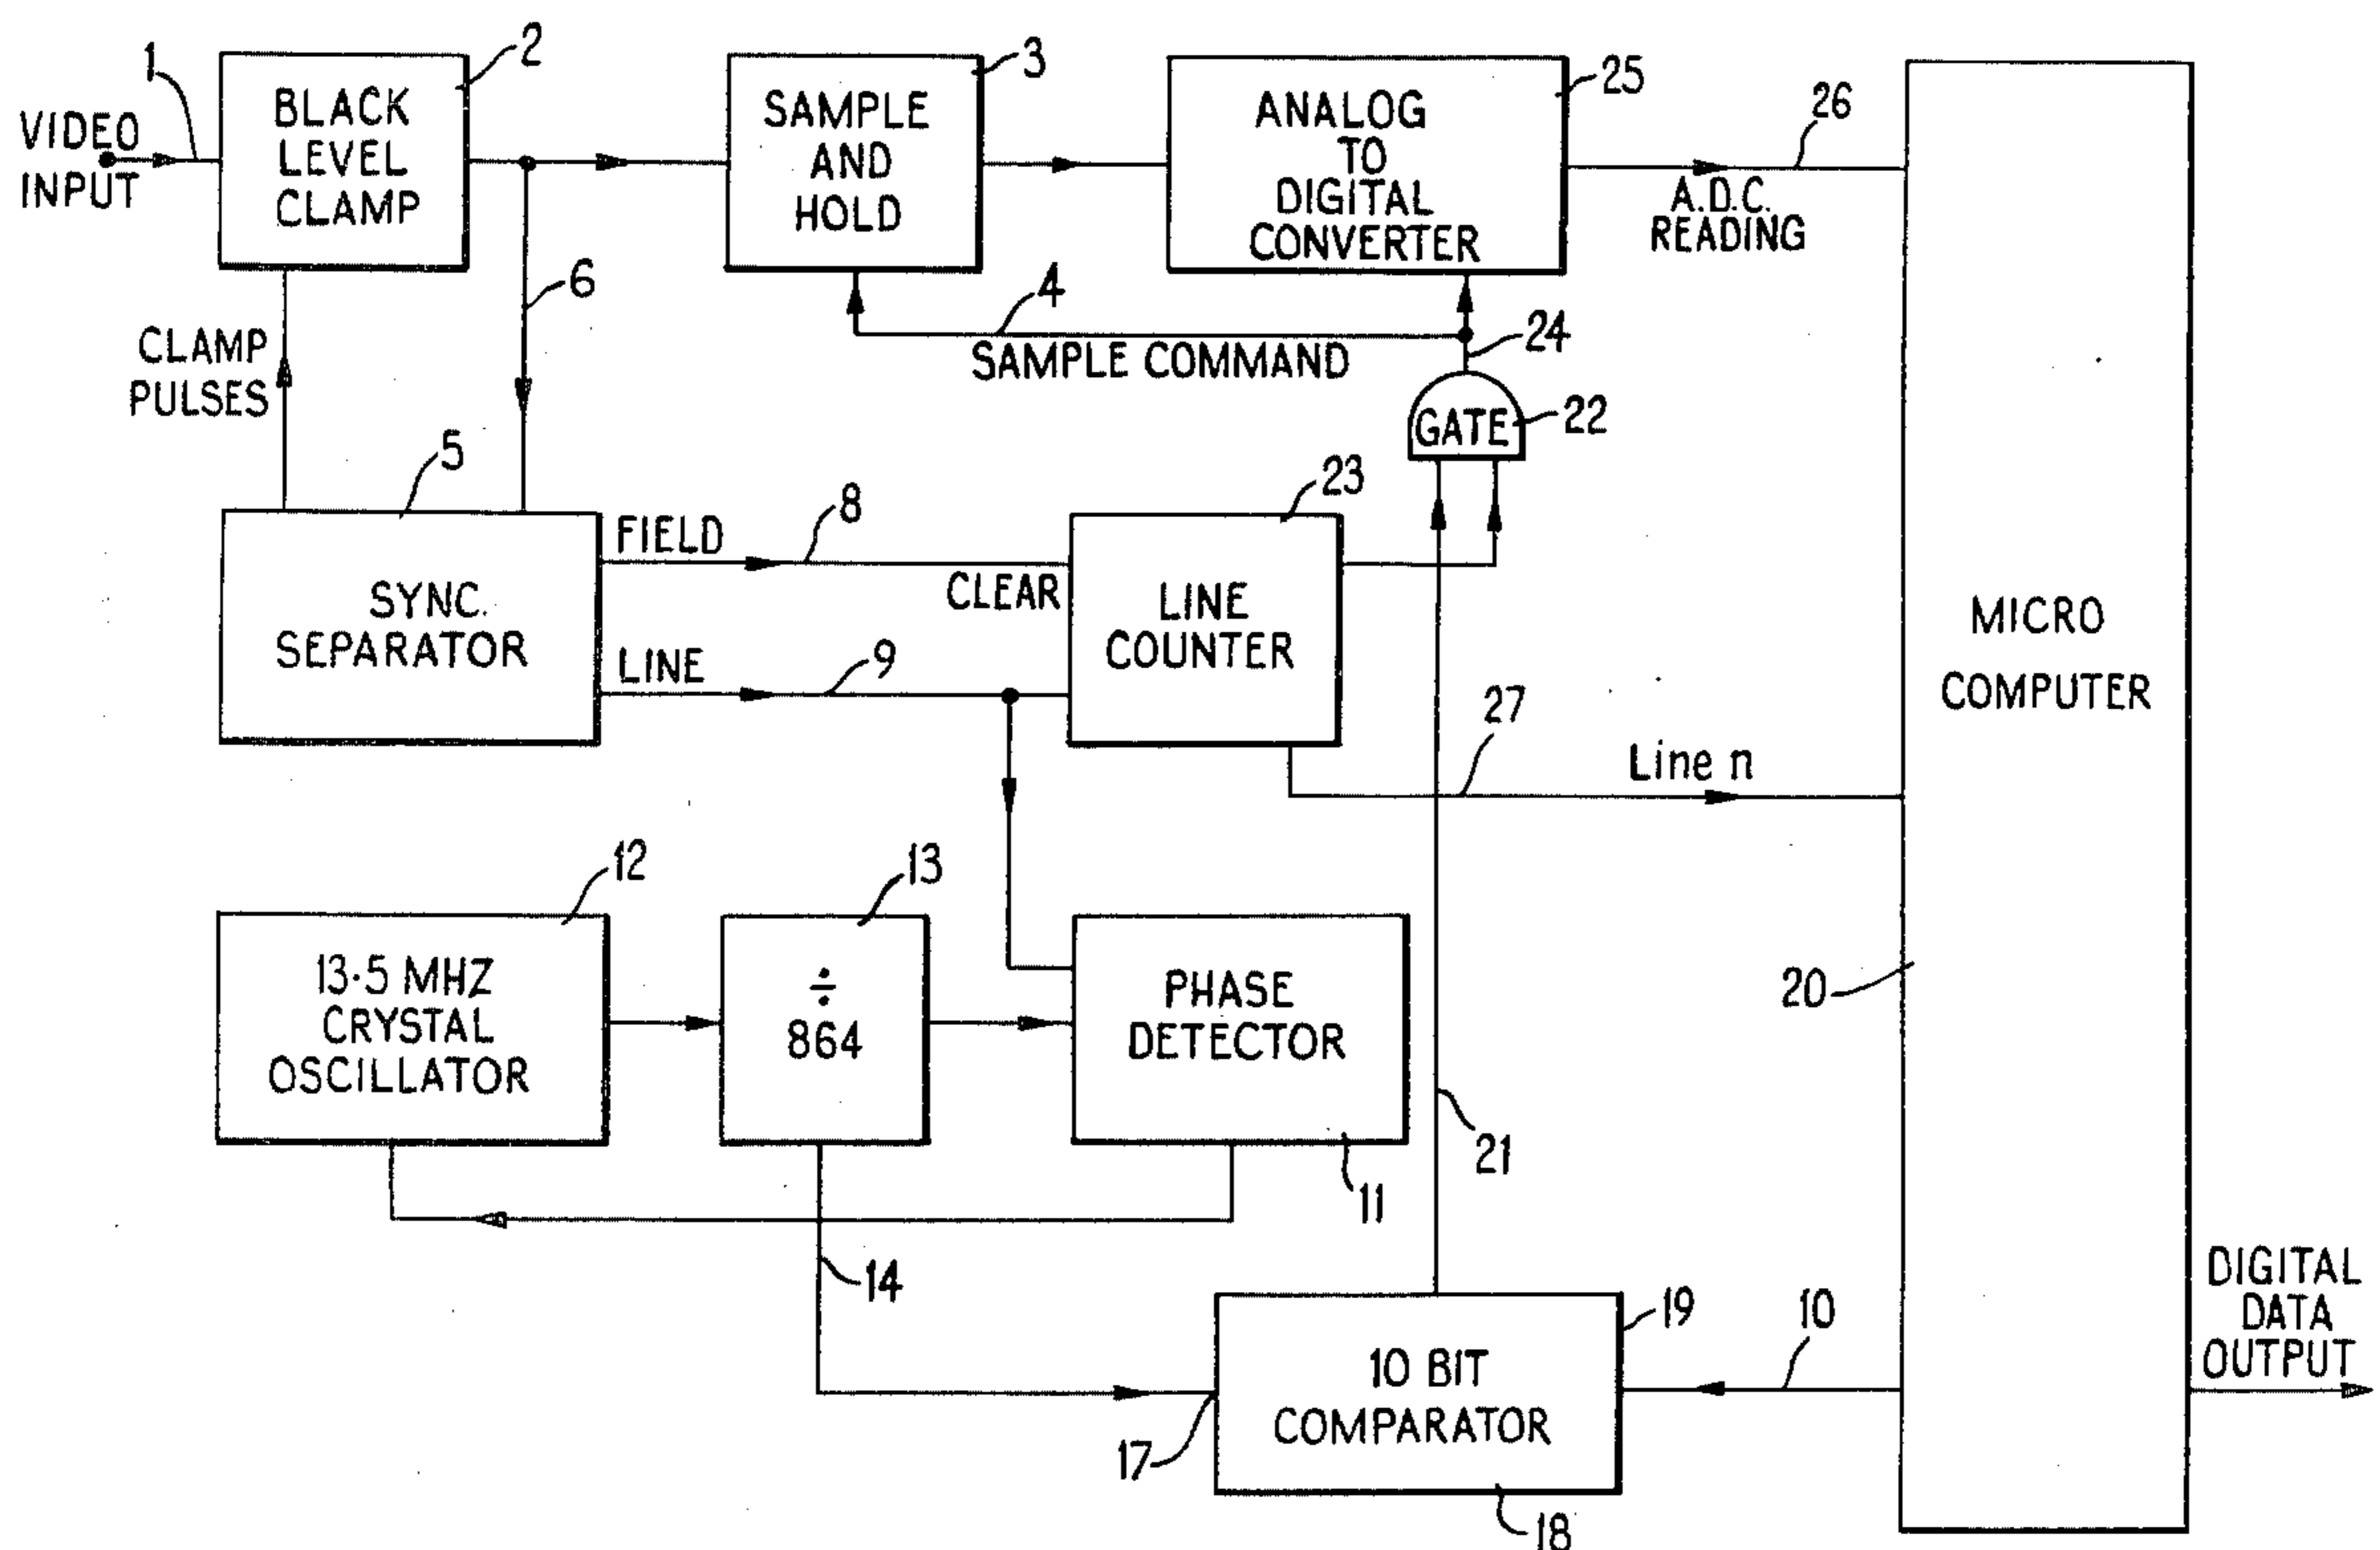 1
2
3
25
26
VIDEO
INPUT
BLACK
LEVEL
CLAMP
SAMPLE
AND
HOLD
ANALOG
TO
DIGITAL
CONVERTER
A.D.C.
READING
6
4
24
CLAMP
PULSES
SAMPLE COMMAND
GATE
22
5
8
23
FIELD
CLEAR
SYNC.
SEPARATOR
LINE
COUNTER
MICRO
COMPUTER
LINE
9
27
Line n
12
13
13·5 MHZ
CRYSTAL
OSCILLATOR
÷
864
PHASE
DETECTOR
20
21
11
14
19
10
10 BIT
COMPARATOR
17
18
DIGITAL
DATA
OUTPUT